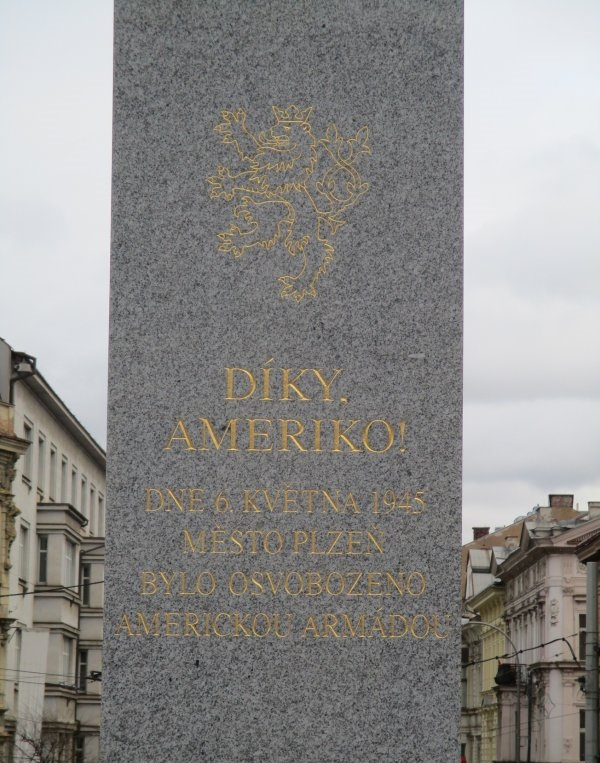 DÍKY,
AMERIKO!
DNE 6. KVĚTNA 1945
MĚSTO PLZEŇ
BYLO OSVOBOZENO
AMERICKOU ARMÁDOU